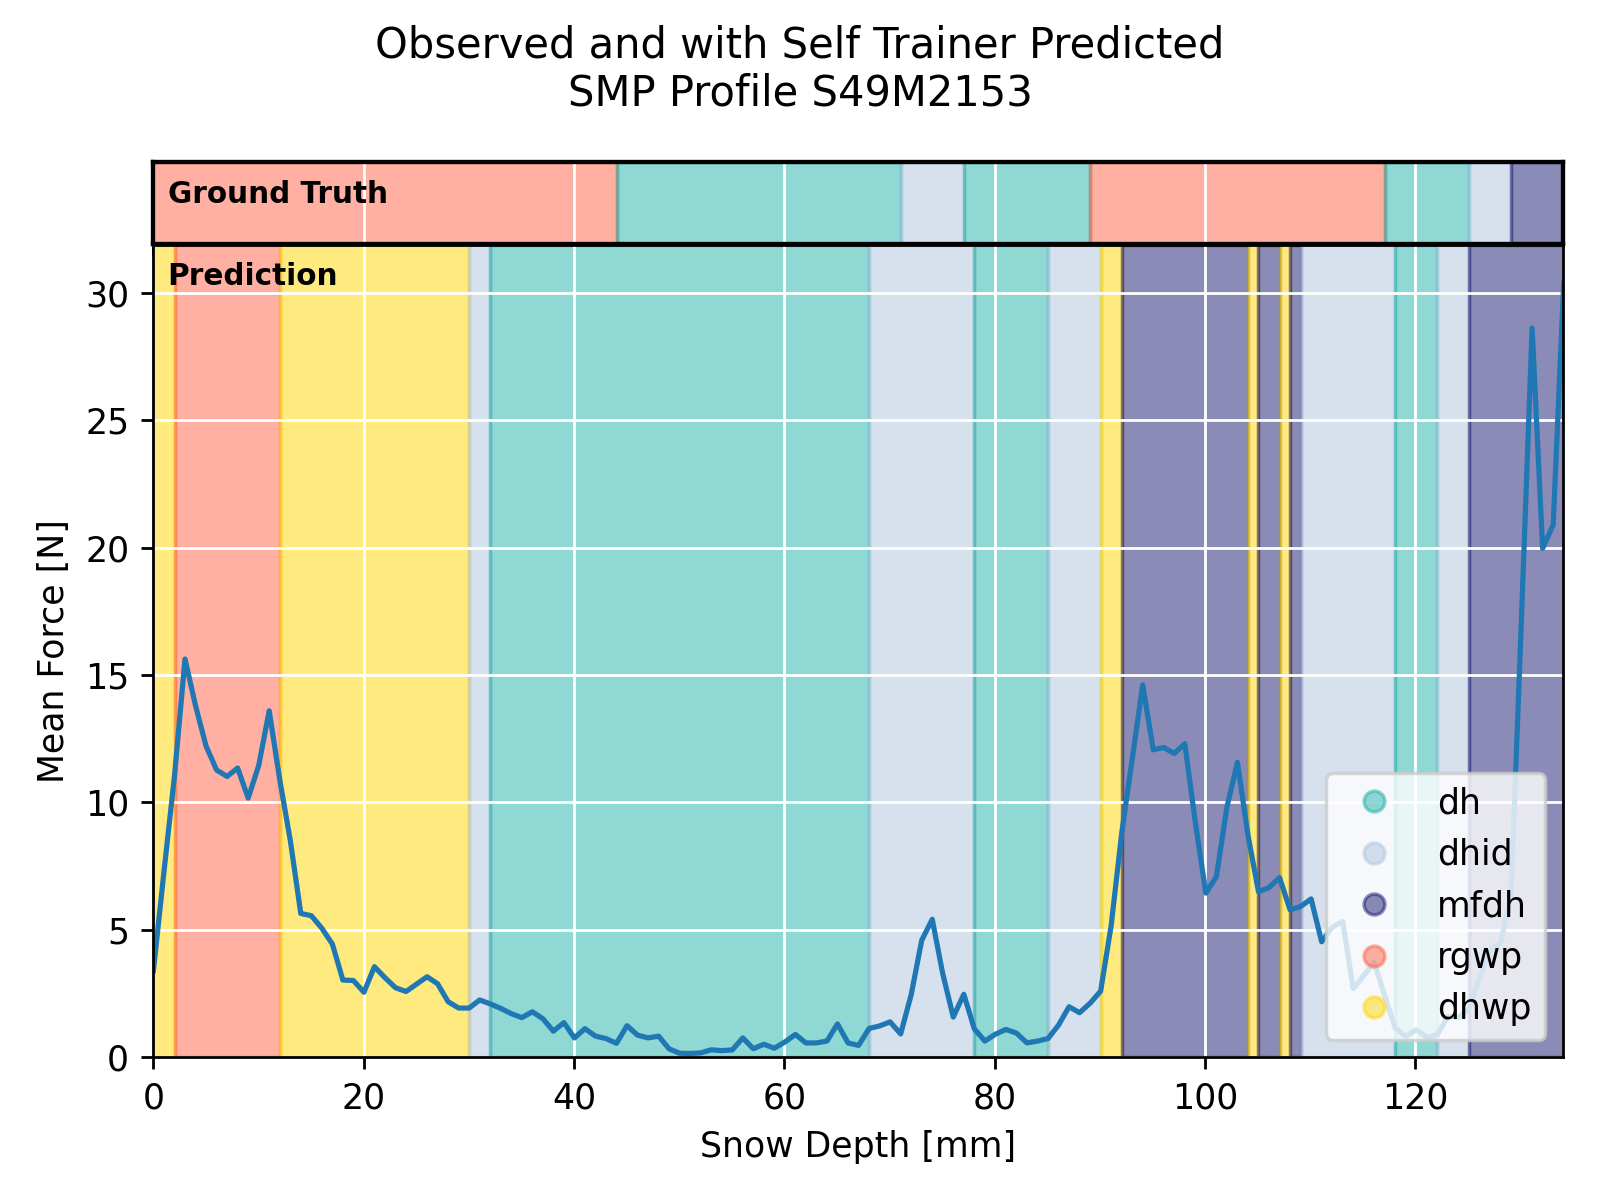 Observed and with Self Trainer Predicted
SMP Profile S49M2153
Ground Truth
Prediction
Mean Force [N]
30
25
20
15
10
5
0
dh
dhid
mfdh
rgwp
dhwp
0 20 40 60 80 100 120
Snow Depth [mm]